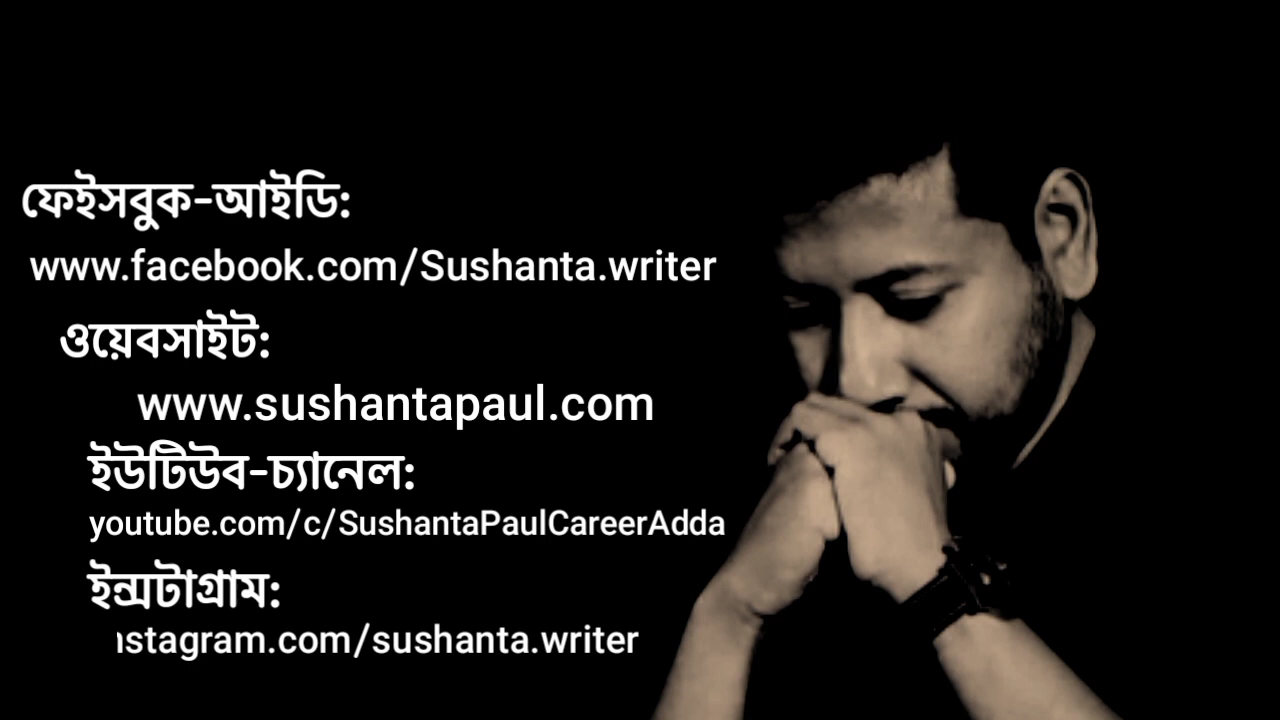 ফেইসবুক-আইডি:
www.facebook.com/Sushanta.writer
ওয়েবসাইট:
www.sushantapaul.com
ইউটিউব-চ্যানেল:
youtube.com/c/SushantaPaulCareerAdda
ইন্সটাগ্রাম:
instagram.com/sushanta.writer